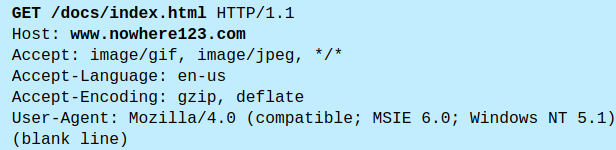 GET /docs/index.html HTTP/1.1
Host: www.nowhere123.com
Accept: image/gif, image/jpeg, */*
Accept-Language: en-us
Accept-Encoding: gzip, deflate
User-Agent: Mozilla/4.0 (compatible; MSIE 6.0; Windows NT 5.1)
(blank line)